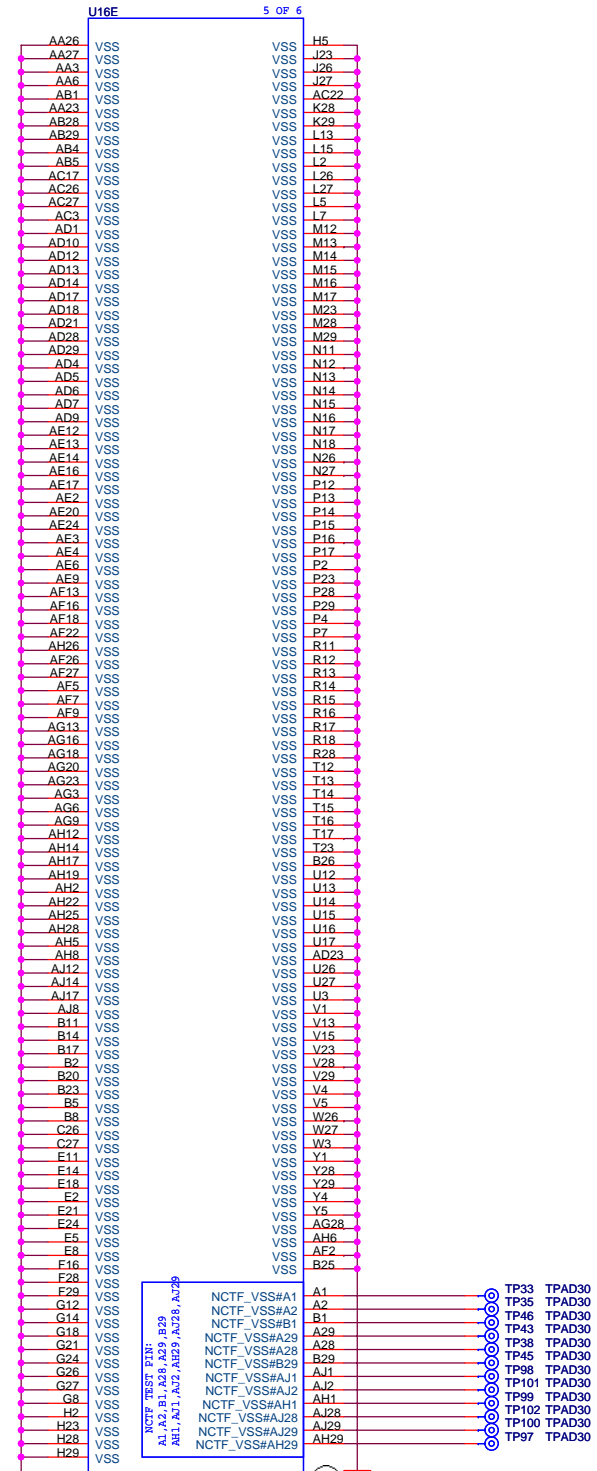 U16E 5 OF 6
AA26 VSS VSS H5
AA27 VSS VSS J23
AA3 VSS VSS J26
AA6 VSS VSS J27
AB1 VSS VSS AC22
AA23 VSS VSS K28
AB28 VSS VSS K29
AB29 VSS VSS L13
AB4 VSS VSS L15
AB5 VSS VSS L2
AC17 VSS VSS L26
AC26 VSS VSS L27
AC27 VSS VSS L5
AC3 VSS VSS L7
AD1 VSS VSS M12
AD10 VSS VSS M13
AD12 VSS VSS M14
AD13 VSS VSS M15
AD14 VSS VSS M16
AD17 VSS VSS M17
AD18 VSS VSS M23
AD21 VSS VSS M28
AD28 VSS VSS M29
AD29 VSS VSS N11
AD4 VSS VSS N12
AD5 VSS VSS N13
AD6 VSS VSS N14
AD7 VSS VSS N15
AD9 VSS VSS N16
AE12 VSS VSS N17
AE13 VSS VSS N18
AE14 VSS VSS N26
AE16 VSS VSS N27
AE17 VSS VSS P12
AE2 VSS VSS P13
AE20 VSS VSS P14
AE24 VSS VSS P15
AE3 VSS VSS P16
AE4 VSS VSS P17
AE6 VSS VSS P2
AE9 VSS VSS P23
AF13 VSS VSS P28
AF16 VSS VSS P29
AF18 VSS VSS P4
AF22 VSS VSS P7
AH26 VSS VSS R11
AF26 VSS VSS R12
AF27 VSS VSS R13
AF5 VSS VSS R14
AF7 VSS VSS R15
AF9 VSS VSS R16
AG13 VSS VSS R17
AG16 VSS VSS R18
AG18 VSS VSS R28
AG20 VSS VSS T12
AG23 VSS VSS T13
AG3 VSS VSS T14
AG6 VSS VSS T15
AG9 VSS VSS T16
AH12 VSS VSS T17
AH14 VSS VSS T23
AH17 VSS VSS B26
AH19 VSS VSS U12
AH2 VSS VSS U13
AH22 VSS VSS U14
AH25 VSS VSS U15
AH28 VSS VSS U16
AH5 VSS VSS U17
AH8 VSS VSS AD23
AJ12 VSS VSS U26
AJ14 VSS VSS U27
AJ17 VSS VSS U3
AJ8 VSS VSS V1
B11 VSS VSS V13
B14 VSS VSS V15
B17 VSS VSS V23
B2 VSS VSS V28
B20 VSS VSS V29
B23 VSS VSS V4
B5 VSS VSS V5
B8 VSS VSS W26
C26 VSS VSS W27
C27 VSS VSS W3
E11 VSS VSS Y1
E14 VSS VSS Y28
E18 VSS VSS Y29
E2 VSS VSS Y4
E21 VSS VSS Y5
E24 VSS VSS AG28
E5 VSS VSS AH6
E8 VSS VSS AF2
F16 VSS VSS B25
F28 VSS
F29 VSS NCTF_VSS#A1 A1 TP33 TPAD30
G12 VSS NCTF_VSS#A2 A2 TP35 TPAD30
G14 VSS NCTF_VSS#B1 B1 TP46 TPAD30
G18 VSS NCTF_VSS#A29 A29 TP43 TPAD30
G21 VSS NCTF_VSS#A28 A28 TP38 TPAD30
G24 VSS NCTF_VSS#B29 B29 TP45 TPAD30
G26 VSS NCTF_VSS#AJ1 AJ1 TP98 TPAD30
G27 VSS NCTF_VSS#AJ2 AJ2 TP101 TPAD30
G8 VSS NCTF_VSS#AH1 AH1 TP99 TPAD30
H2 VSS NCTF_VSS#AJ28 AJ28 TP102 TPAD30
H23 VSS NCTF_VSS#AJ29 AJ29 TP100 TPAD30
H28 VSS NCTF_VSS#AH29 AH29 TP97 TPAD30
H29 VSS
NCTF TEST PIN:
A1,A2,B1,A28,A29,B29
AH1,AJ1,AJ2,AH29,AJ28,AJ29